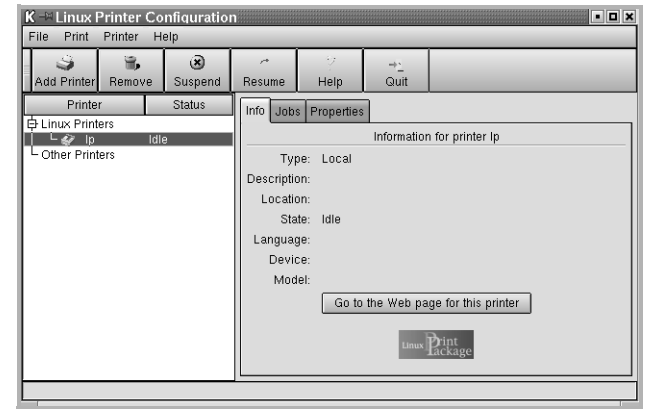 K Linux Printer Configuration
File Print Printer Help
Add Printer Remove Suspend Resume Help Quit
Printer Status
Linux Printers
lp Idle
Other Printers
Info Jobs Properties
Information for printer lp
Type: Local
Description:
Location:
State: Idle
Language:
Device:
Model:
Go to the Web page for this printer
Linux Print
Package